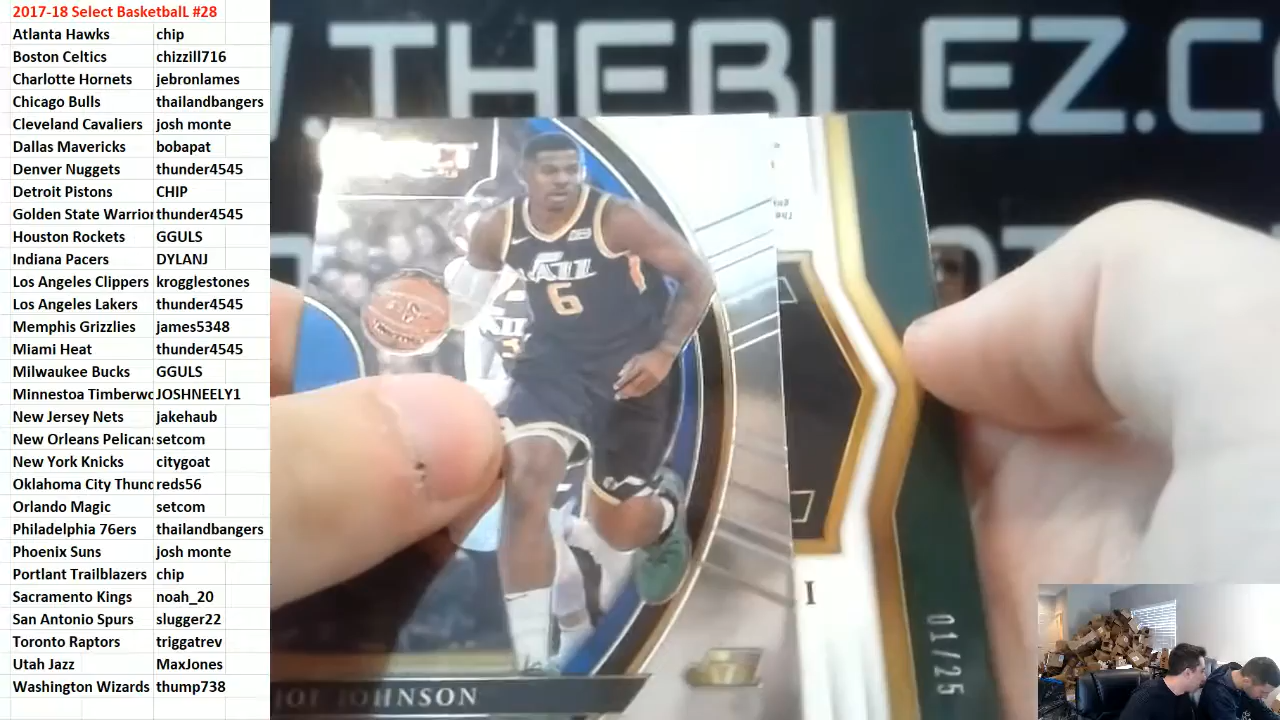 2017-18 Select BasketbalL #28
Atlanta Hawks chip
Boston Celtics chizzill716
Charlotte Hornets jebronlames
Chicago Bulls thailandbangers
Cleveland Cavaliers josh monte
Dallas Mavericks bobapat
Denver Nuggets thunder4545
Detroit Pistons CHIP
Golden State Warrior thunder4545
Houston Rockets GGULS
Indiana Pacers DYLANJ
Los Angeles Clippers krogglestones
Los Angeles Lakers thunder4545
Memphis Grizzlies james5348
Miami Heat thunder4545
Milwaukee Bucks GGULS
Minnestoa Timberwo JOSHNEELY1
New Jersey Nets jakehaub
New Orleans Pelicans setcom
New York Knicks citygoat
Oklahoma City Thund reds56
Orlando Magic setcom
Philadelphia 76ers thailandbangers
Phoenix Suns josh monte
Portlant Trailblazers chip
Sacramento Kings noah_20
San Antonio Spurs slugger22
Toronto Raptors triggatrev
Utah Jazz MaxJones
Washington Wizards thump738
.THEBLEZ.C
JAZZ
6
JOE JOHNSON
I
01/25